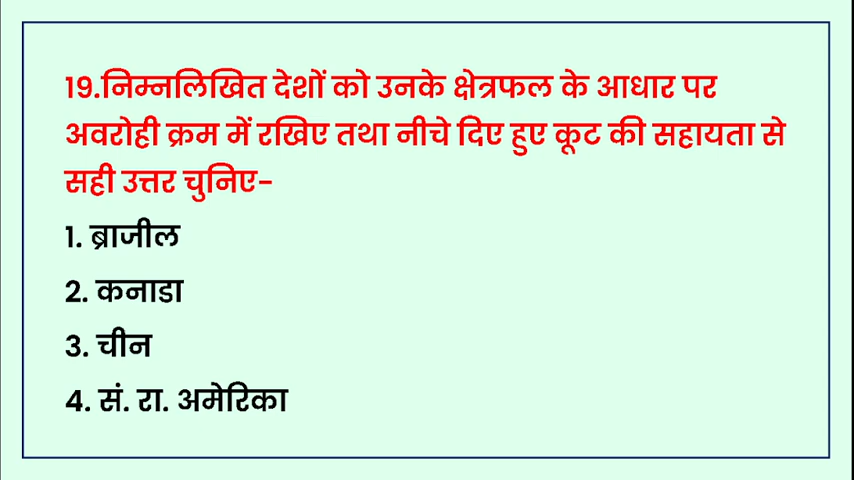 19.निम्नलिखित देशों को उनके क्षेत्रफल के आधार पर
अवरोही क्रम में रखिए तथा नीचे दिए हुए कूट की सहायता से
सही उत्तर चुनिए-
1. ब्राजील
2. कनाडा
3. चीन
4. सं. रा. अमेरिका